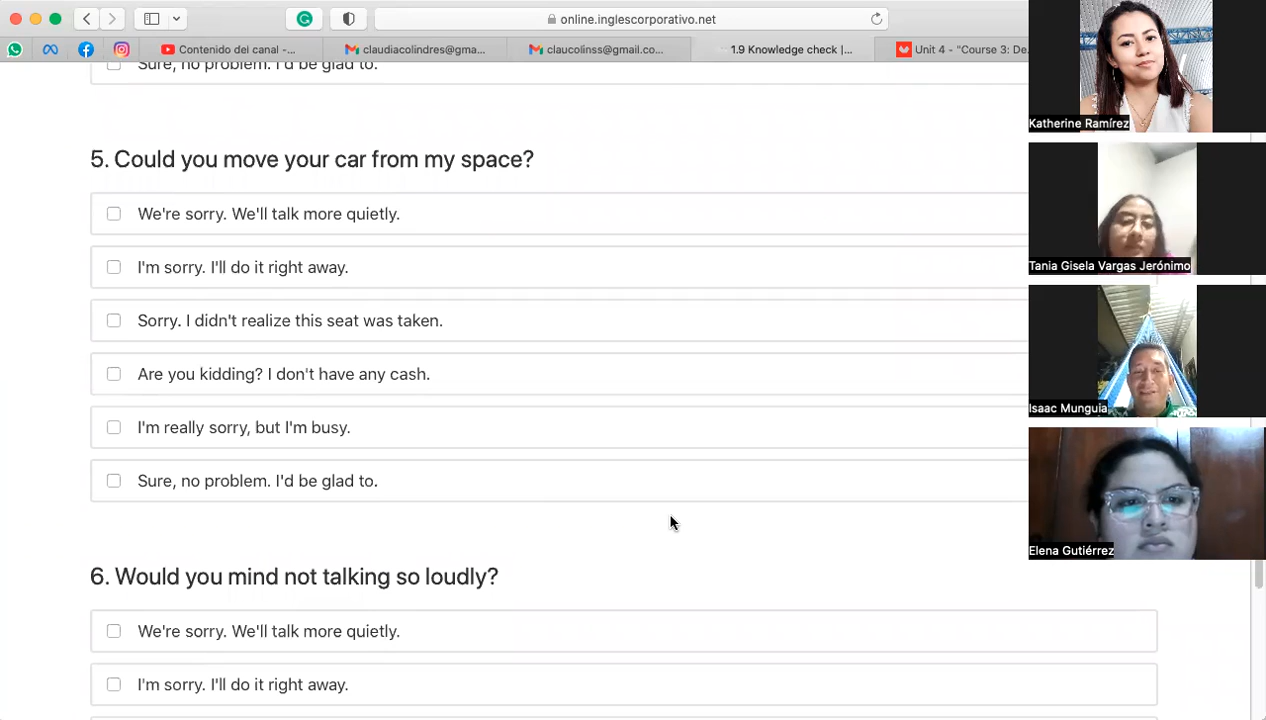 online.inglescorporativo.net
Contenido del canal -...
claudiacolindres@gma...
claucolinss@gmail.co...
1.9 Knowledge check |...
Unit 4 - "Course 3: De...
Sure, no problem. I'd be glad to.
5. Could you move your car from my space?
We're sorry. We'll talk more quietly.
I'm sorry. I'll do it right away.
Sorry. I didn't realize this seat was taken.
Are you kidding? I don't have any cash.
I'm really sorry, but I'm busy.
Sure, no problem. I'd be glad to.
6. Would you mind not talking so loudly?
We're sorry. We'll talk more quietly.
I'm sorry. I'll do it right away.
Katherine Ramírez
Tania Gisela Vargas Jerónimo
Isaac Munguia
Elena Gutiérrez